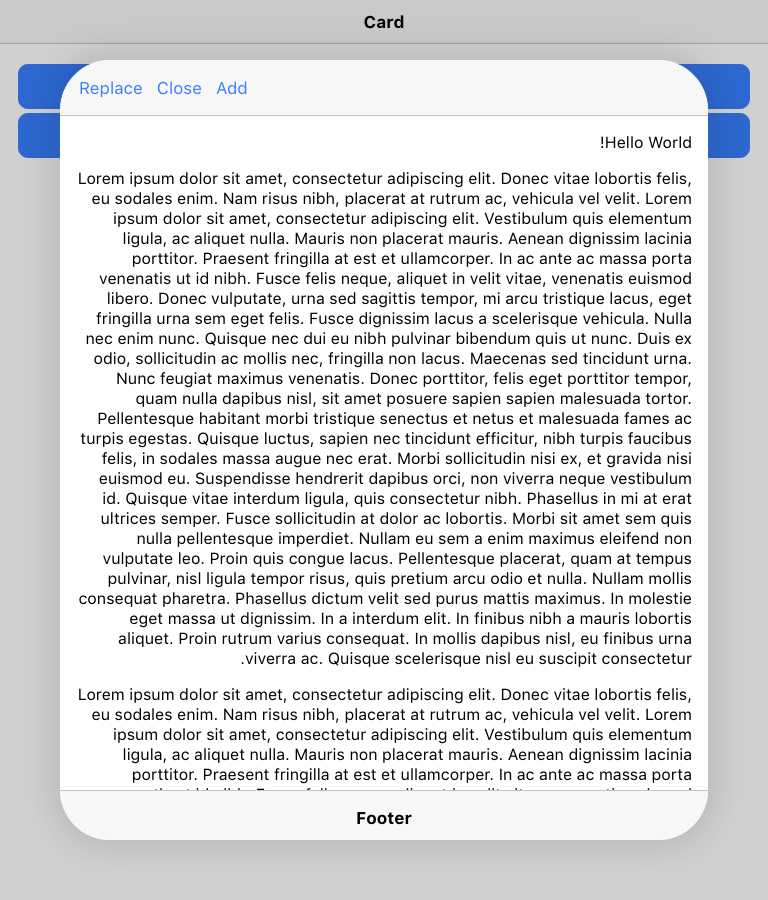 Card
Replace Close Add
!Hello World
Lorem ipsum dolor sit amet, consectetur adipiscing elit. Donec vitae lobortis felis,
eu sodales enim. Nam risus nibh, placerat at rutrum ac, vehicula vel velit. Lorem
ipsum dolor sit amet, consectetur adipiscing elit. Vestibulum quis elementum
ligula, ac aliquet nulla. Mauris non placerat mauris. Aenean dignissim lacinia
porttitor. Praesent fringilla at est et ullamcorper. In ac ante ac massa porta
venenatis ut id nibh. Fusce felis neque, aliquet in velit vitae, venenatis euismod
libero. Donec vulputate, urna sed sagittis tempor, mi arcu tristique lacus, eget
fringilla urna sem eget felis. Fusce dignissim lacus a scelerisque vehicula. Nulla
nec enim nunc. Quisque nec dui eu nibh pulvinar bibendum quis ut nunc. Duis ex
odio, sollicitudin ac mollis nec, fringilla non lacus. Maecenas sed tincidunt urna.
Nunc feugiat maximus venenatis. Donec porttitor, felis eget porttitor tempor,
quam nulla dapibus nisl, sit amet posuere sapien sapien malesuada tortor.
Pellentesque habitant morbi tristique senectus et netus et malesuada fames ac
turpis egestas. Quisque luctus, sapien nec tincidunt efficitur, nibh turpis faucibus
felis, in sodales massa augue nec erat. Morbi sollicitudin nisi ex, et gravida nisi
euismod eu. Suspendisse hendrerit dapibus orci, non viverra neque vestibulum
id. Quisque vitae interdum ligula, quis consectetur nibh. Phasellus in mi at erat
ultrices semper. Fusce sollicitudin at dolor ac lobortis. Morbi sit amet sem quis
nulla pellentesque imperdiet. Nullam eu sem a enim maximus eleifend non
vulputate leo. Proin quis congue lacus. Pellentesque placerat, quam at tempus
pulvinar, nisl ligula tempor risus, quis pretium arcu odio et nulla. Nullam mollis
consequat pharetra. Phasellus dictum velit sed purus mattis maximus. In molestie
eget massa ut dignissim. In a interdum elit. In finibus nibh a mauris lobortis
aliquet. Proin rutrum varius consequat. In mollis dapibus nisl, eu finibus urna
.viverra ac. Quisque scelerisque nisl eu suscipit consectetur
Lorem ipsum dolor sit amet, consectetur adipiscing elit. Donec vitae lobortis felis,
eu sodales enim. Nam risus nibh, placerat at rutrum ac, vehicula vel velit. Lorem
ipsum dolor sit amet, consectetur adipiscing elit. Vestibulum quis elementum
ligula, ac aliquet nulla. Mauris non placerat mauris. Aenean dignissim lacinia
porttitor. Praesent fringilla at est et ullamcorper. In ac ante ac massa porta
Footer